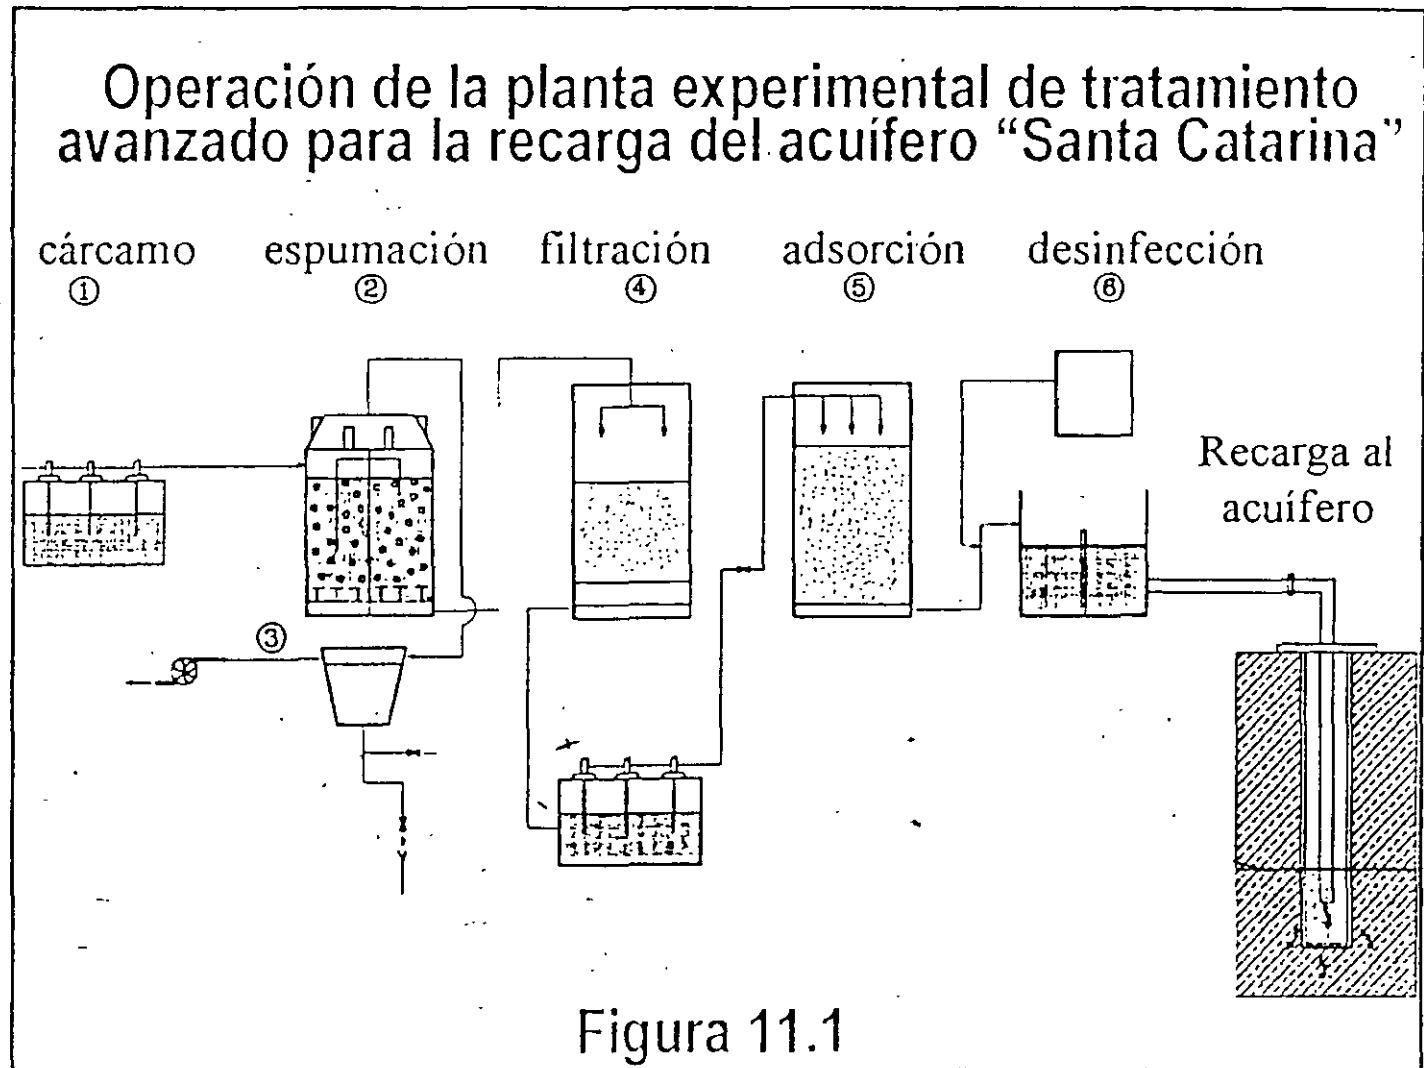 Operación de la planta experimental de tratamiento
avanzado para la recarga del acuífero “Santa Catarina”
cárcamo espumación filtración adsorción desinfección
① ② ④ ⑤ ⑥
Recarga al
acuífero
③
Figura 11.1